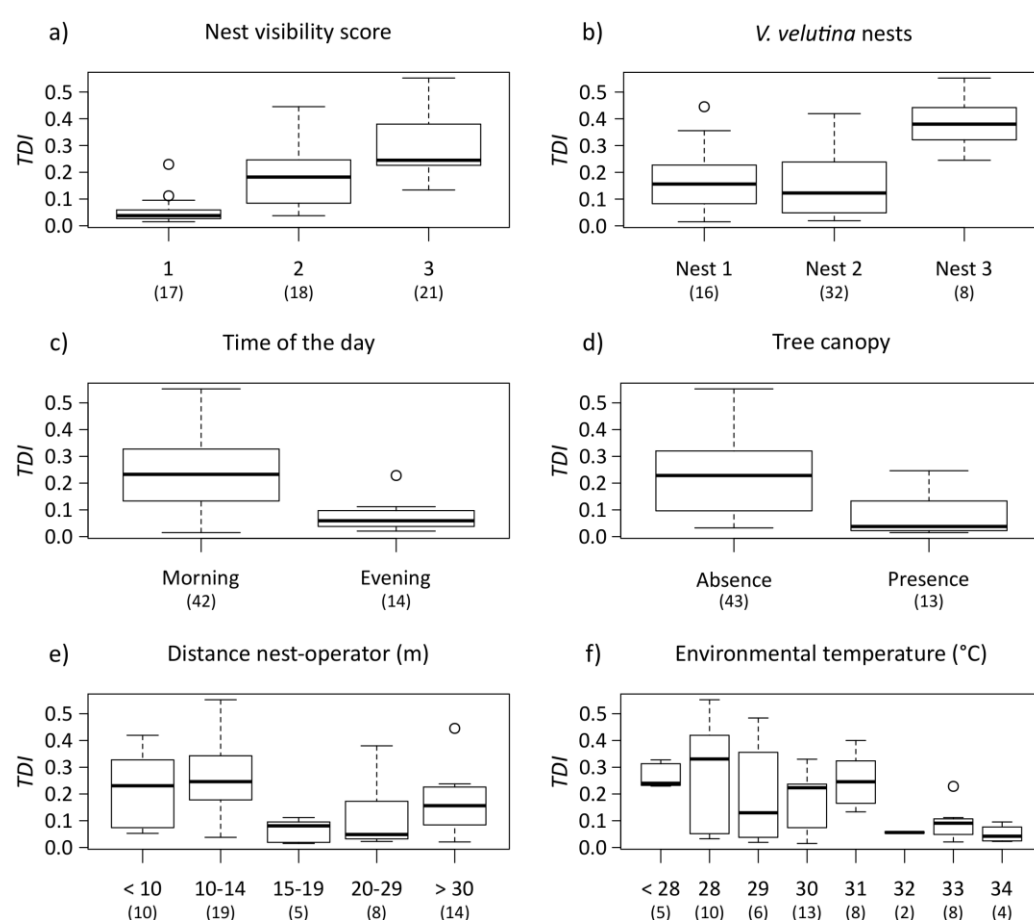 a) Nest visibility score
TDI
0.5
0.4
0.3
0.2
0.1
0.0
1 2 3
(17) (18) (21)
b) V. velutina nests
TDI
0.5
0.4
0.3
0.2
0.1
0.0
Nest 1 Nest 2 Nest 3
(16) (32) (8)
c) Time of the day
TDI
0.5
0.4
0.3
0.2
0.1
0.0
Morning Evening
(42) (14)
d) Tree canopy
TDI
0.5
0.4
0.3
0.2
0.1
0.0
Absence Presence
(43) (13)
e) Distance nest-operator (m)
TDI
0.5
0.4
0.3
0.2
0.1
0.0
< 10 10-14 15-19 20-29 > 30
(10) (19) (5) (8) (14)
f) Environmental temperature (°C)
TDI
0.5
0.4
0.3
0.2
0.1
0.0
< 28 28 29 30 31 32 33 34
(5) (10) (6) (13) (8) (2) (8) (4)